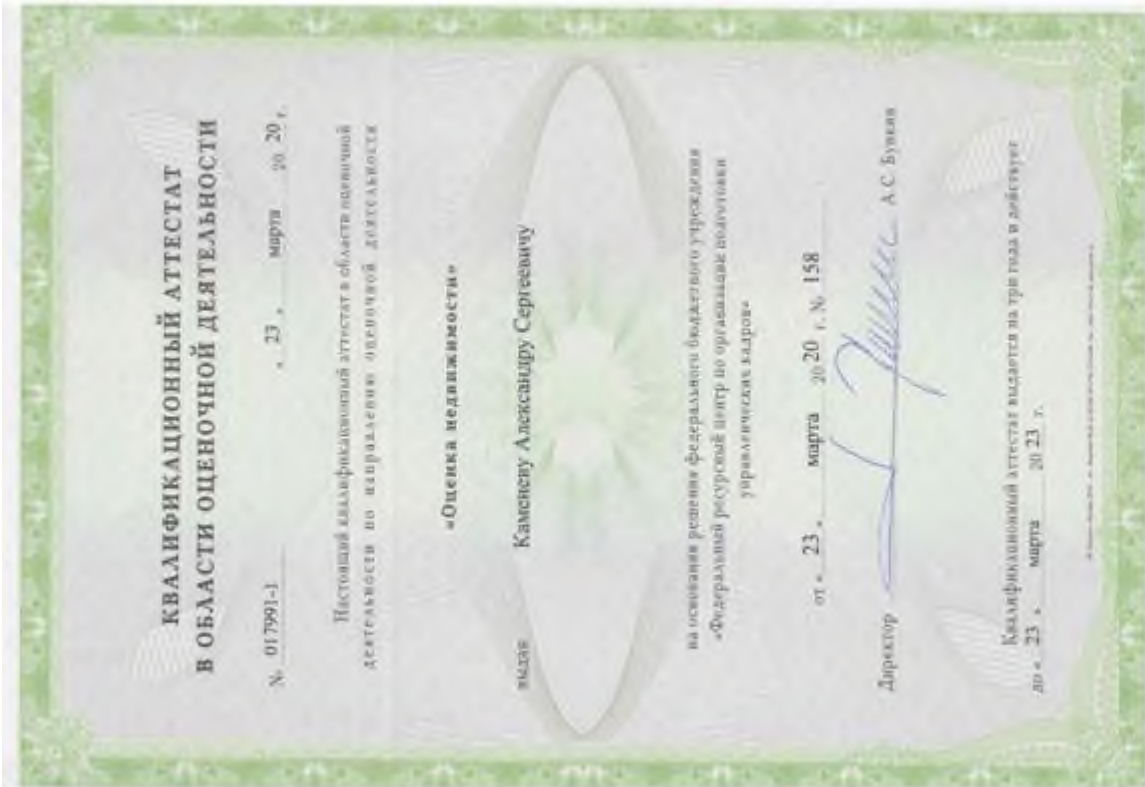 КВАЛИФИКАЦИОННЫЙ АТТЕСТАТ
В ОБЛАСТИ ОЦЕНОЧНОЙ ДЕЯТЕЛЬНОСТИ
№ 017991-1 « 23 » марта 20 20 г.
Настоящий квалификационный аттестат в области оценочной
деятельности по направлению оценочной деятельности
«Оценка недвижимости»
выдан Каменеву Александру Сергеевичу
на основании решения федерального бюджетного учреждения
«Федеральный ресурсный центр по организации подготовки
управленческих кадров»
от « 23 » марта 20 20 г. № 158
Директор А.С. Бункин
Квалификационный аттестат выдается на три года и действует
до « 23 » марта 20 23 г.